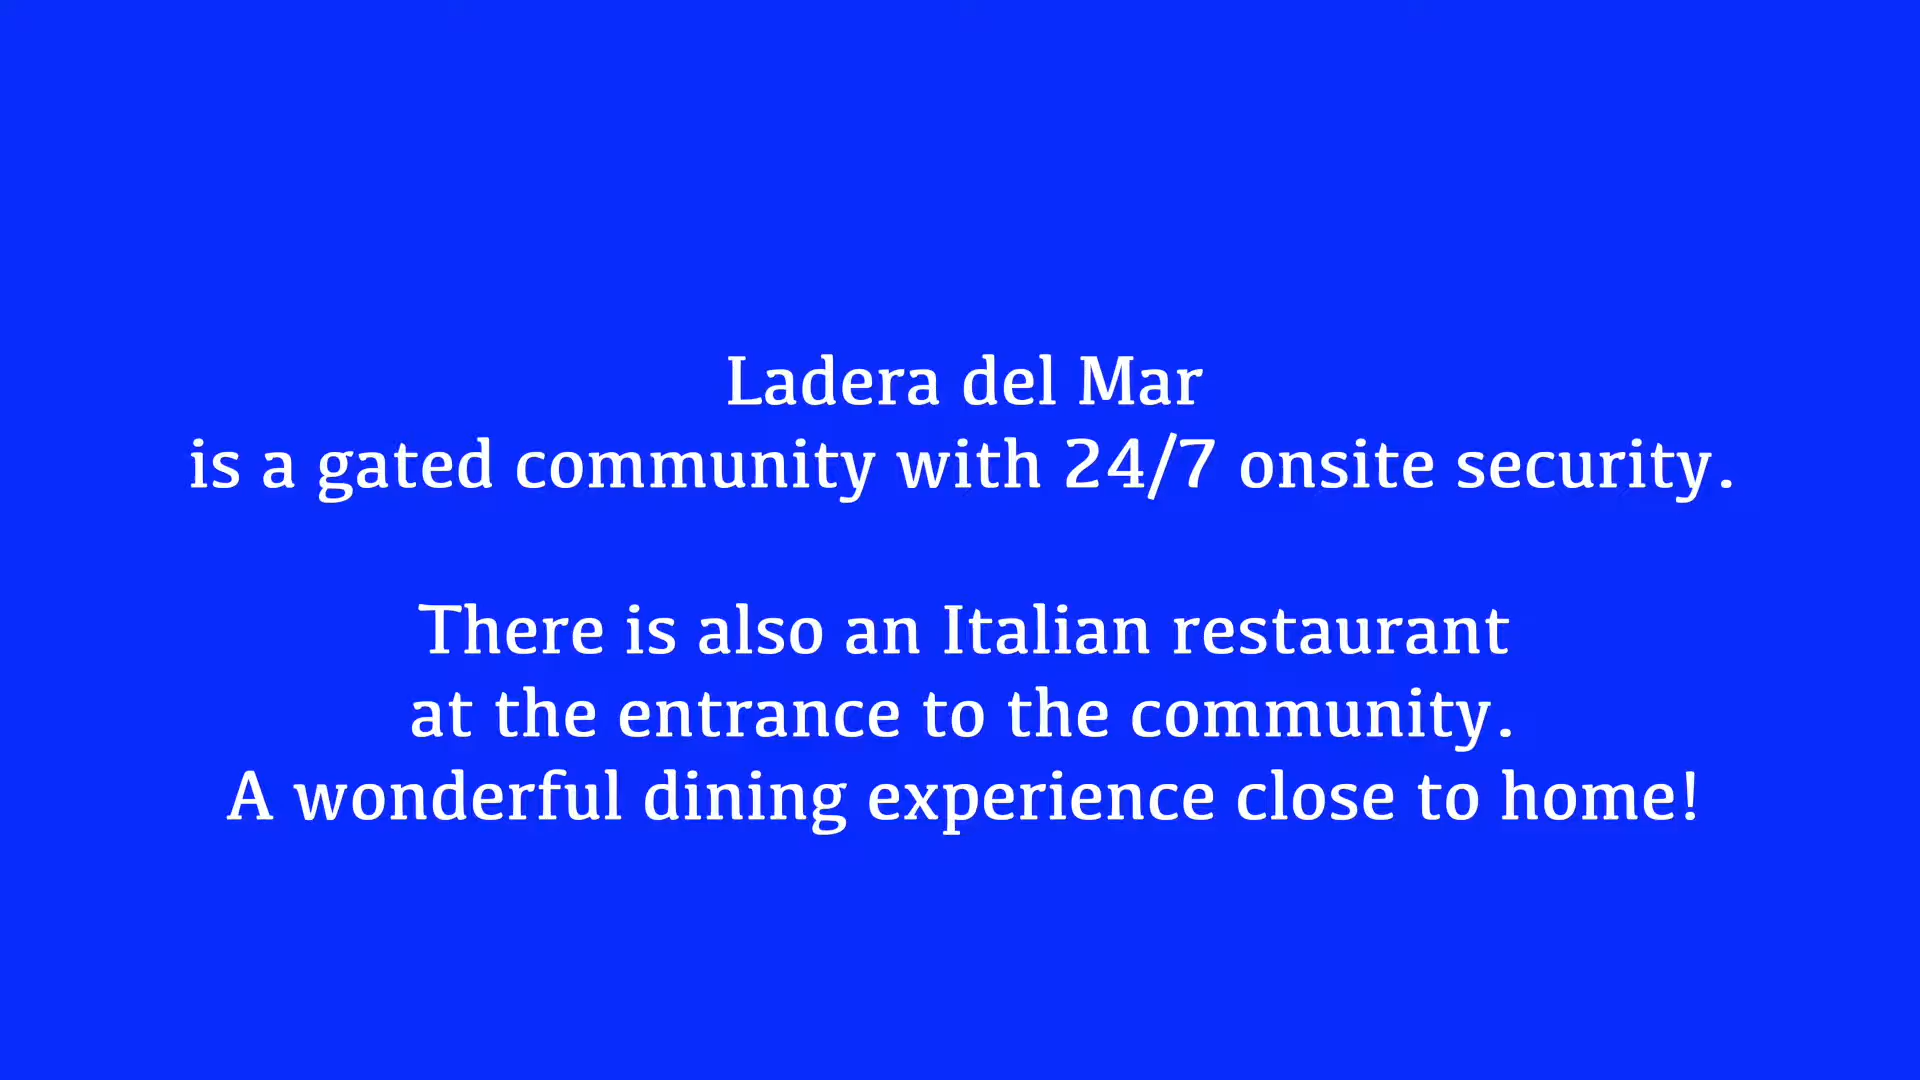 Ladera del Mar
is a gated community with 24/7 onsite security.
There is also an Italian restaurant
at the entrance to the community.
A wonderful dining experience close to home!